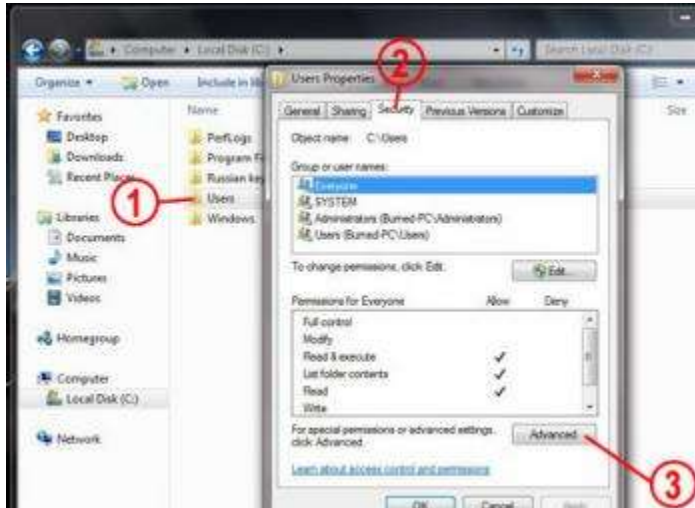 Computer ▸ Local Disk (C:) ▸
Search Local Disk (C:)
Organize Open Include in
2
Users Properties
Name
Size
General Sharing Security Previous Versions Customize
Favorites
Desktop
Downloads
Recent Places
Libraries
Documents
Music
Pictures
Videos
Homegroup
Computer
Local Disk (C:)
Network
PerfLogs
Program
Russian key
Users
Windows
1
Object name: C:\Users
Group or user names:
Everyone
SYSTEM
Administrators (Burned-PC\Administrators)
Users (Burned-PC\Users)
To change permissions, click Edit.
Edit...
Permissions for Everyone Allow Deny
Full control
Modify
Read & execute
List folder contents
Read
Write
For special permissions or advanced settings,
click Advanced.
Advanced
3
Learn about access control and permissions
OK Cancel Apply